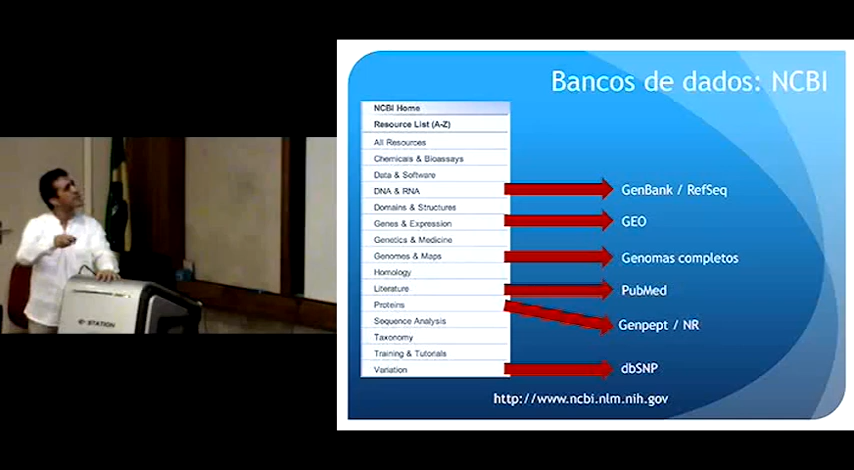 Bancos de dados: NCBI
NCBI Home
Resource List (A-Z)
All Resources
Chemicals & Bioassays
Data & Software
DNA & RNA
Domains & Structures
Genes & Expression
Genetics & Medicine
Genomes & Maps
Homology
Literature
Proteins
Sequence Analysis
Taxonomy
Training & Tutorials
Variation
GenBank / RefSeq
GEO
Genomas completos
PubMed
Genpept / NR
dbSNP
http://www.ncbi.nlm.nih.gov
STATION